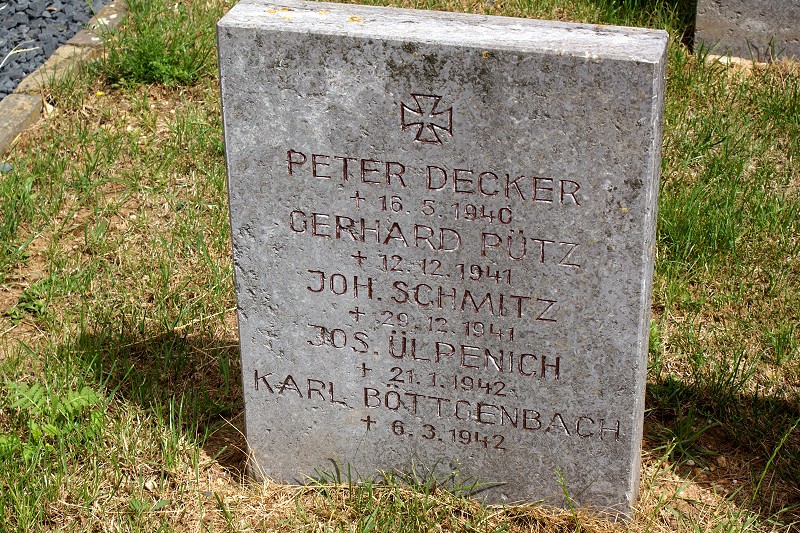 PETER DECKER
+ 16. 5. 1940
GERHARD PÜTZ
+ 12. 12. 1941
JOH. SCHMITZ
+ 29. 12. 1941
JOS. ÜLPENICH
+ 21. 1. 1942
KARL BÖTTGENBACH
+ 6. 3. 1942